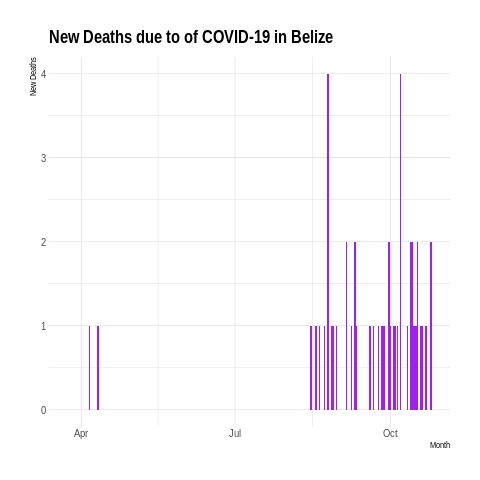 New Deaths due to of COVID-19 in Belize
New Deaths
4
3
2
1
0
Apr
Jul
Oct
Month